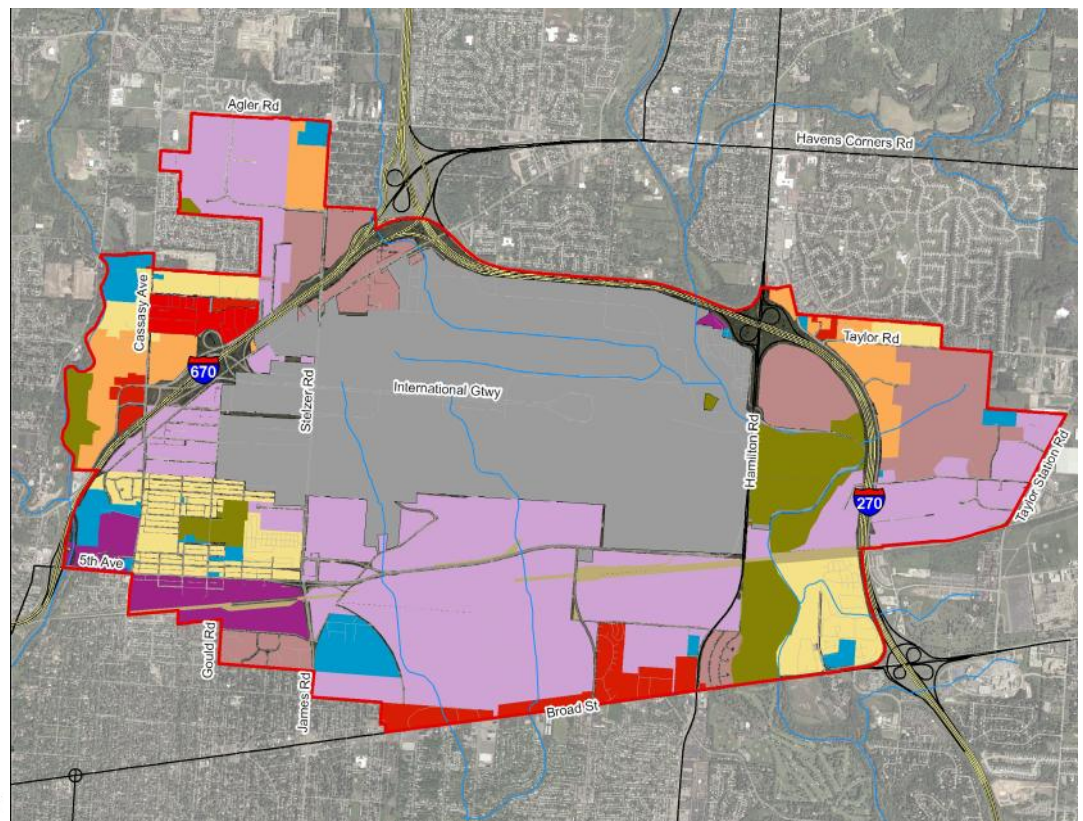 Agler Rd
Havens Corners Rd
Cassasy Ave
Taylor Rd
670
Stelzer Rd
International Gtwy
Hamilton Rd
270
Taylor Station Rd
5th Ave
Gould Rd
James Rd
Broad St